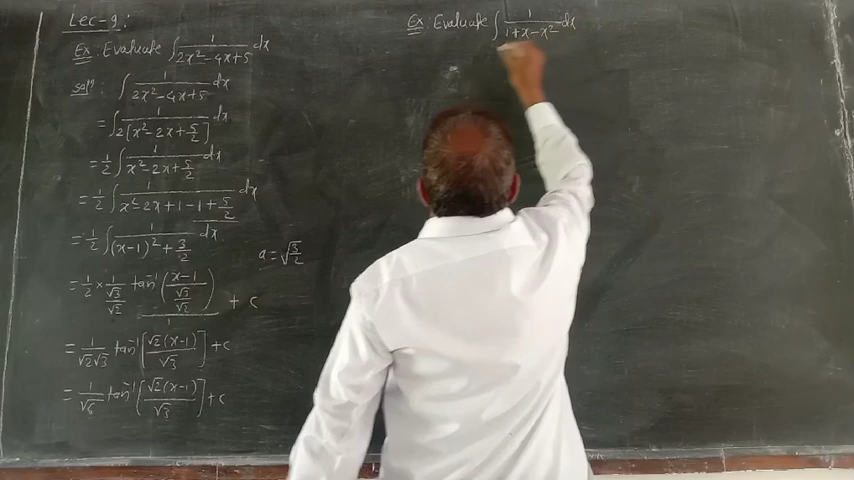 Lec-9:
Ex. Evaluate ∫ 1/(2x²-4x+5) dx
solⁿ: ∫ 1/(2x²-4x+5) dx
= ∫ 1/(2[x²-2x+5/2]) dx
= 1/2 ∫ 1/(x²-2x+5/2) dx
= 1/2 ∫ 1/(x²-2x+1-1+5/2) dx
= 1/2 ∫ 1/((x-1)²+3/2) dx
a = √(3/2)
= 1/2 × 1/(√3/√2) tan⁻¹((x-1)/(√3/√2)) + c
= 1/(√2√3) tan⁻¹[√2(x-1)/√3] + c
= 1/√6 tan⁻¹[√2(x-1)/√3] + c
Ex. Evaluate ∫ 1/(1+x-x²) dx